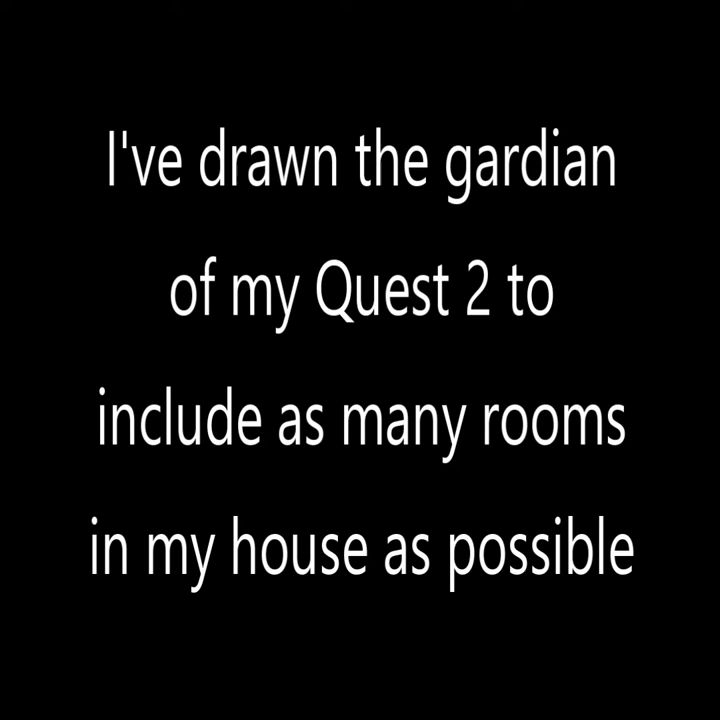 I've drawn the gardian
of my Quest 2 to
include as many rooms
in my house as possible